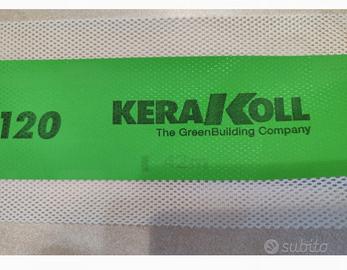 120
KERAKOLL
The GreenBuilding Company
subito